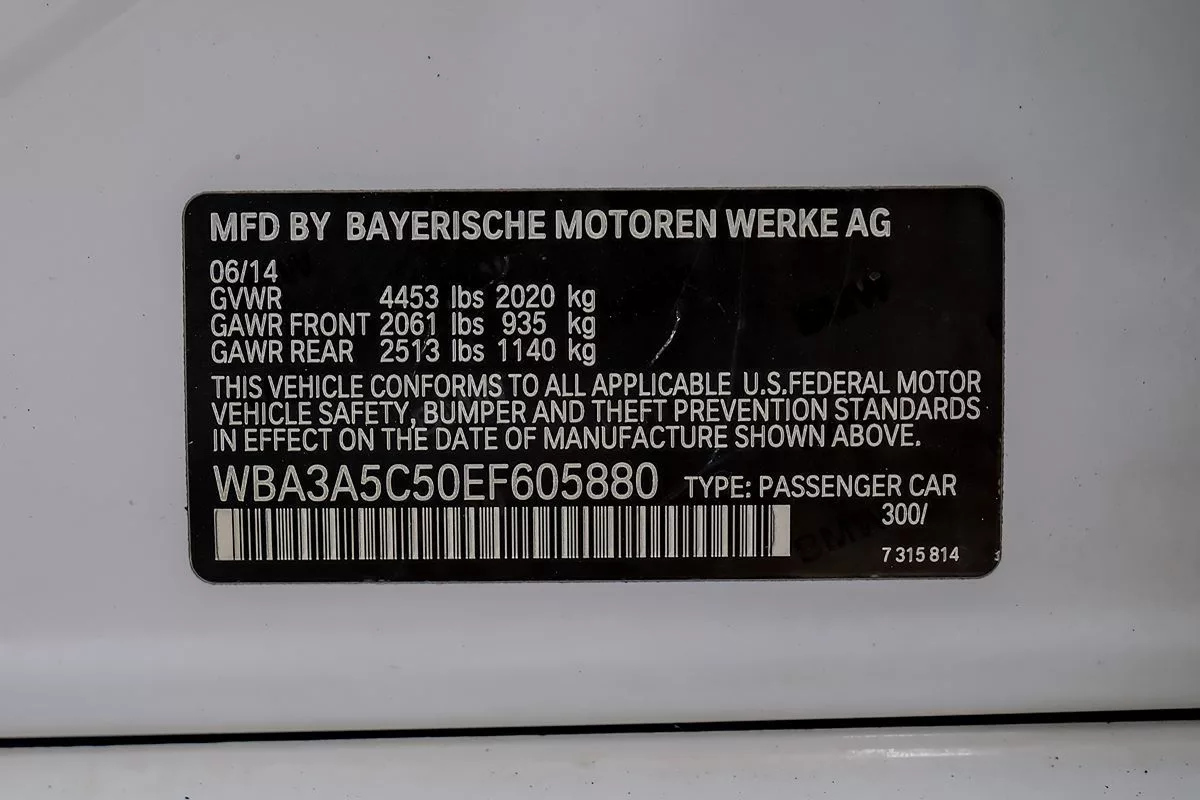 MFD BY BAYERISCHE MOTOREN WERKE AG
06/14
GVWR 4453 lbs 2020 kg
GAWR FRONT 2061 lbs 935 kg
GAWR REAR 2513 lbs 1140 kg
THIS VEHICLE CONFORMS TO ALL APPLICABLE U.S.FEDERAL MOTOR
VEHICLE SAFETY, BUMPER AND THEFT PREVENTION STANDARDS
IN EFFECT ON THE DATE OF MANUFACTURE SHOWN ABOVE.
WBA3A5C50EF605880 TYPE: PASSENGER CAR
300/
7 315 814